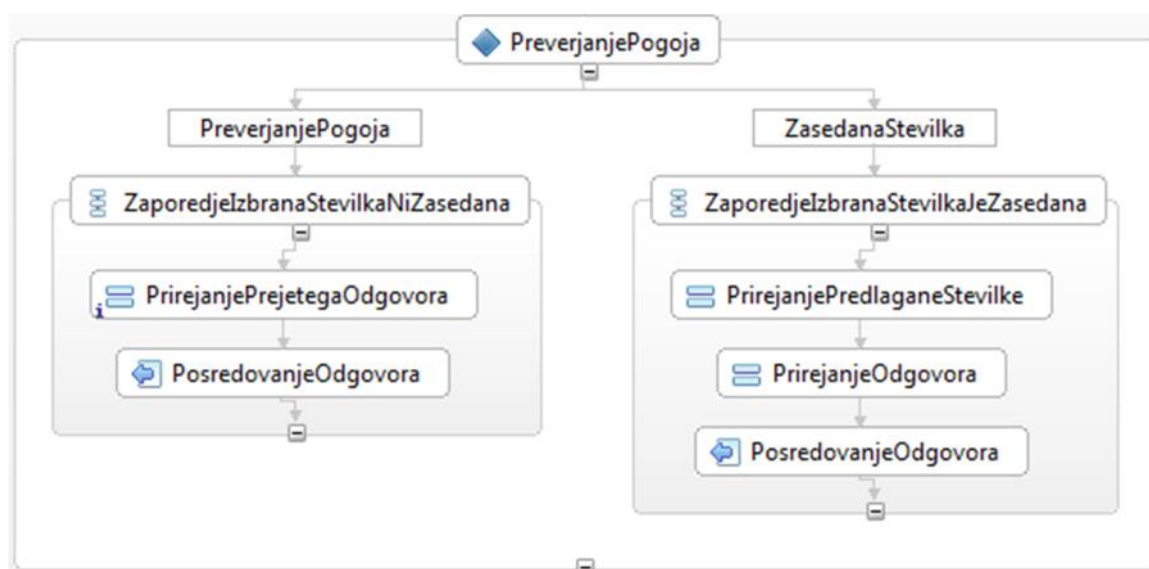 PreverjanjePogoja
PreverjanjePogoja
ZasedanaStevilka
ZaporedjeIzbranaStevilkaNiZasedana
ZaporedjeIzbranaStevilkaJeZasedana
PrirejanjePrejetegaOdgovora
PrirejanjePredlaganeStevilke
PosredovanjeOdgovora
PrirejanjeOdgovora
PosredovanjeOdgovora